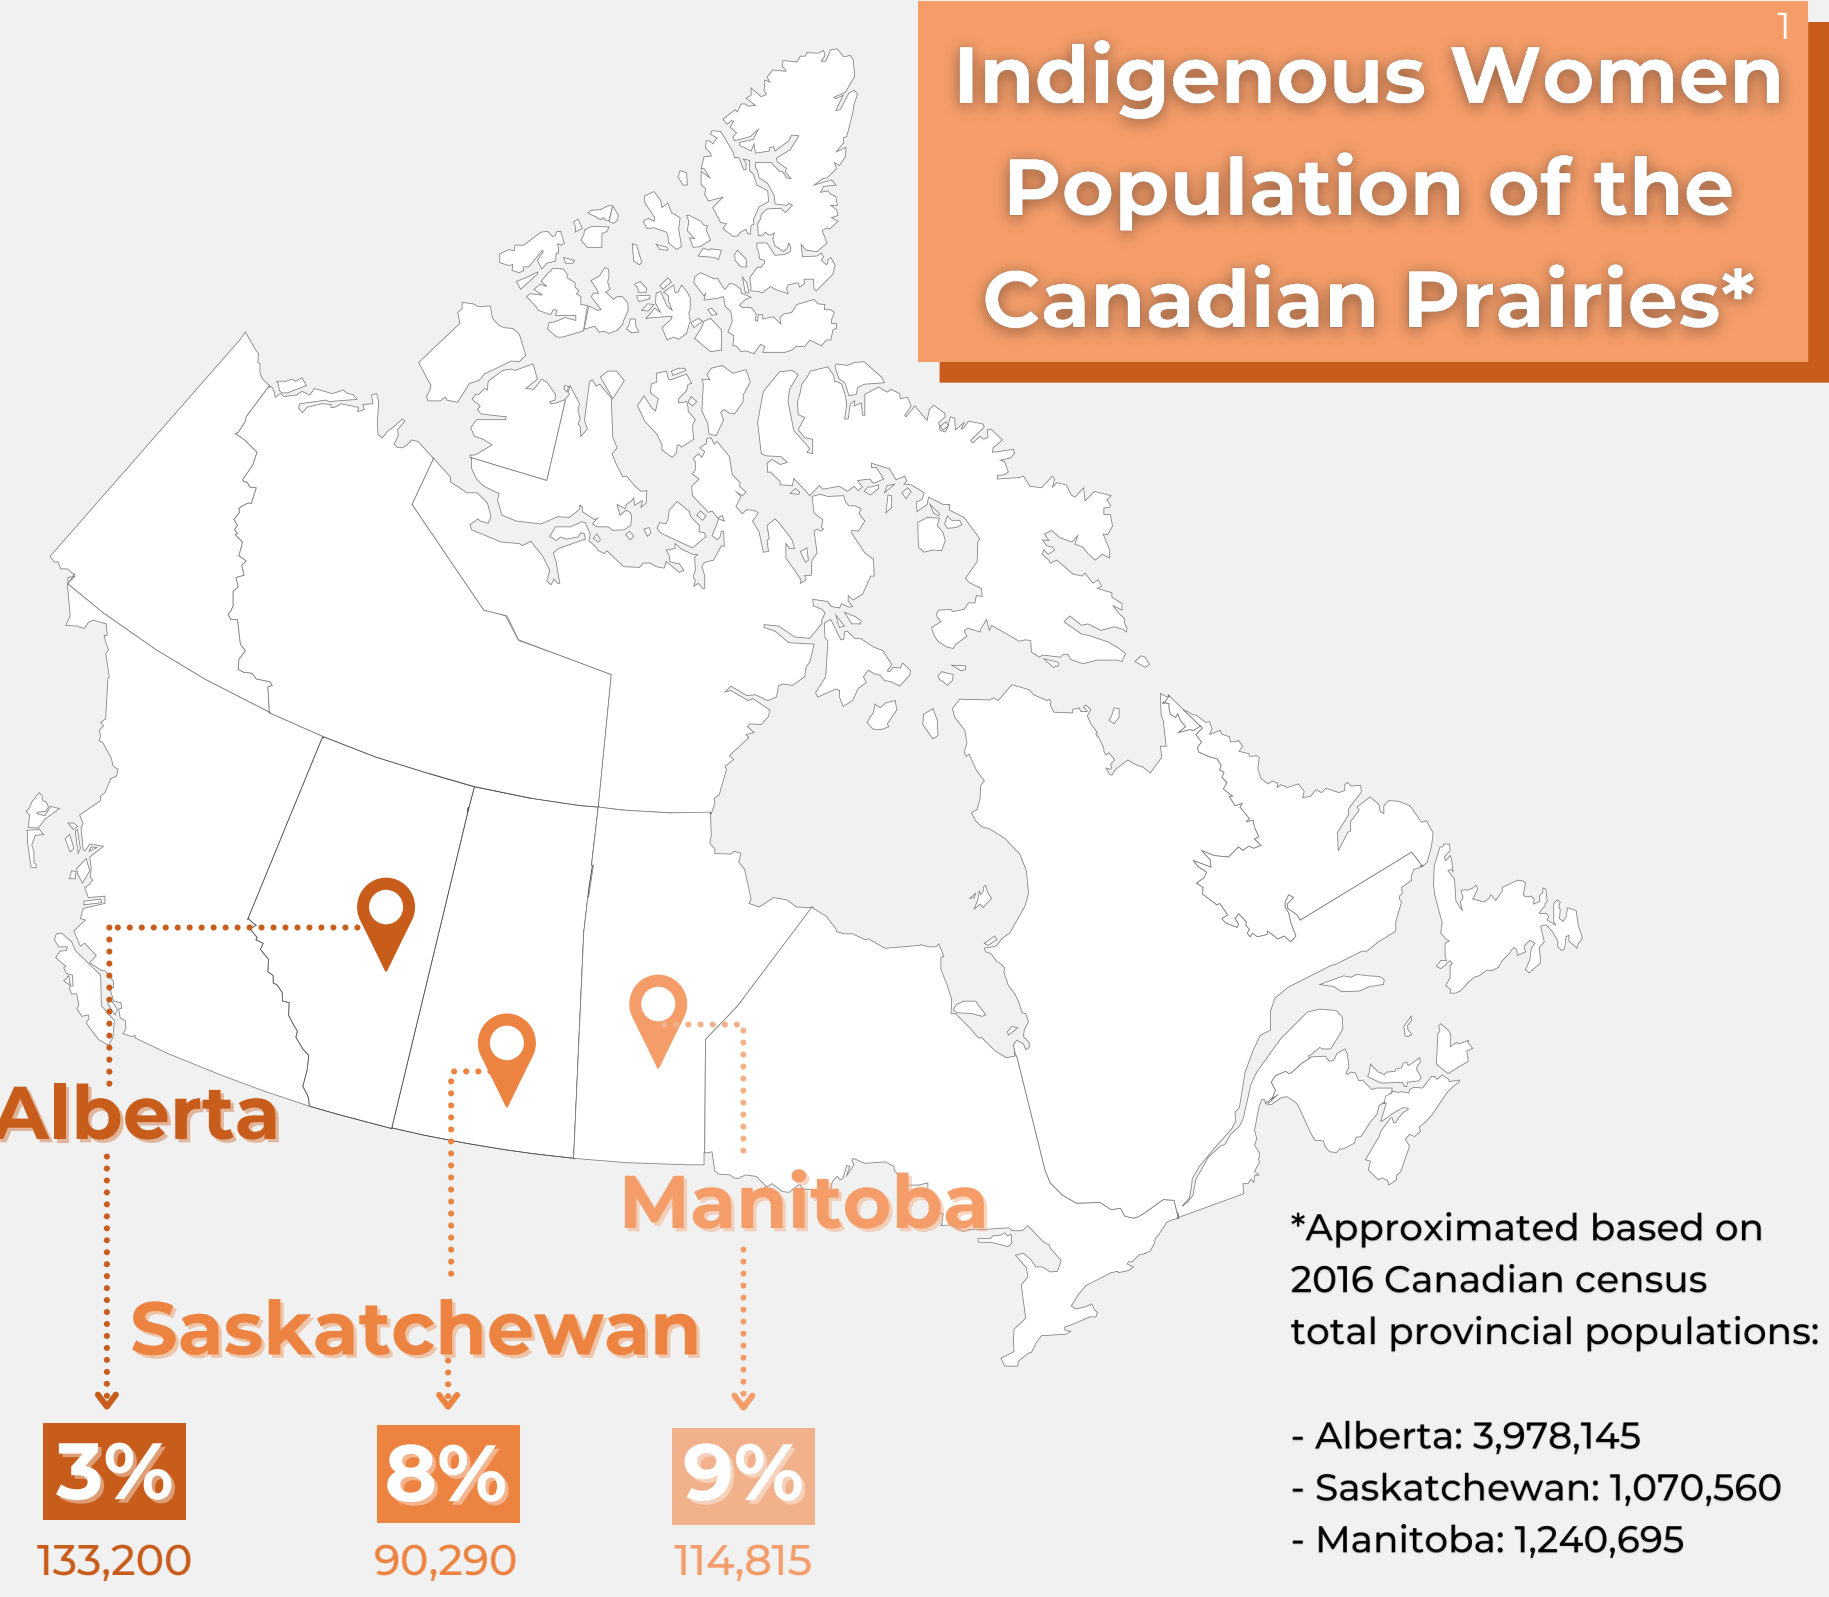 1
Indigenous Women
Population of the
Canadian Prairies*
Alberta
Manitoba
Saskatchewan
3%
8%
9%
133,200
90,290
114,815
*Approximated based on
2016 Canadian census
total provincial populations:
- Alberta: 3,978,145
- Saskatchewan: 1,070,560
- Manitoba: 1,240,695